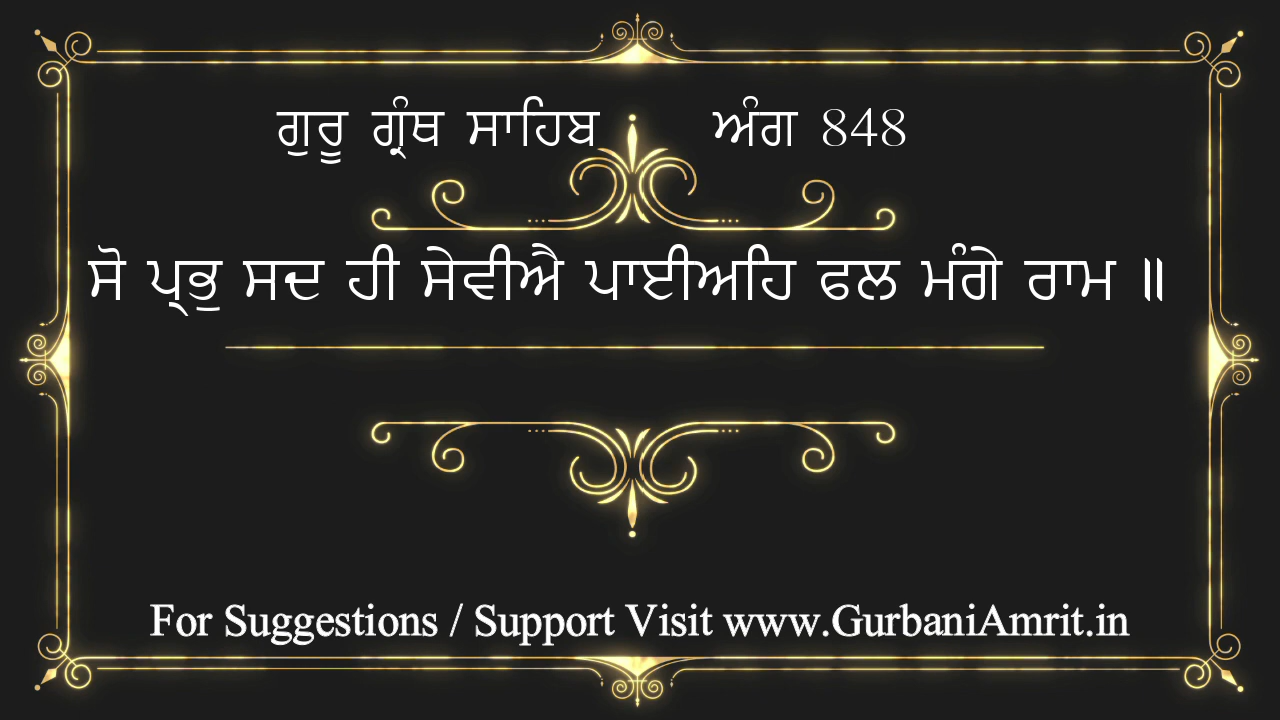 ਗੁਰੂ ਗ੍ਰੰਥ ਸਾਹਿਬ ਅੰਗ 848
ਸੋ ਪ੍ਰਭੁ ਸਦ ਹੀ ਸੇਵੀਐ ਪਾਈਅਹਿ ਫਲ ਮੰਗੇ ਰਾਮ ॥
For Suggestions / Support Visit www.GurbaniAmrit.in